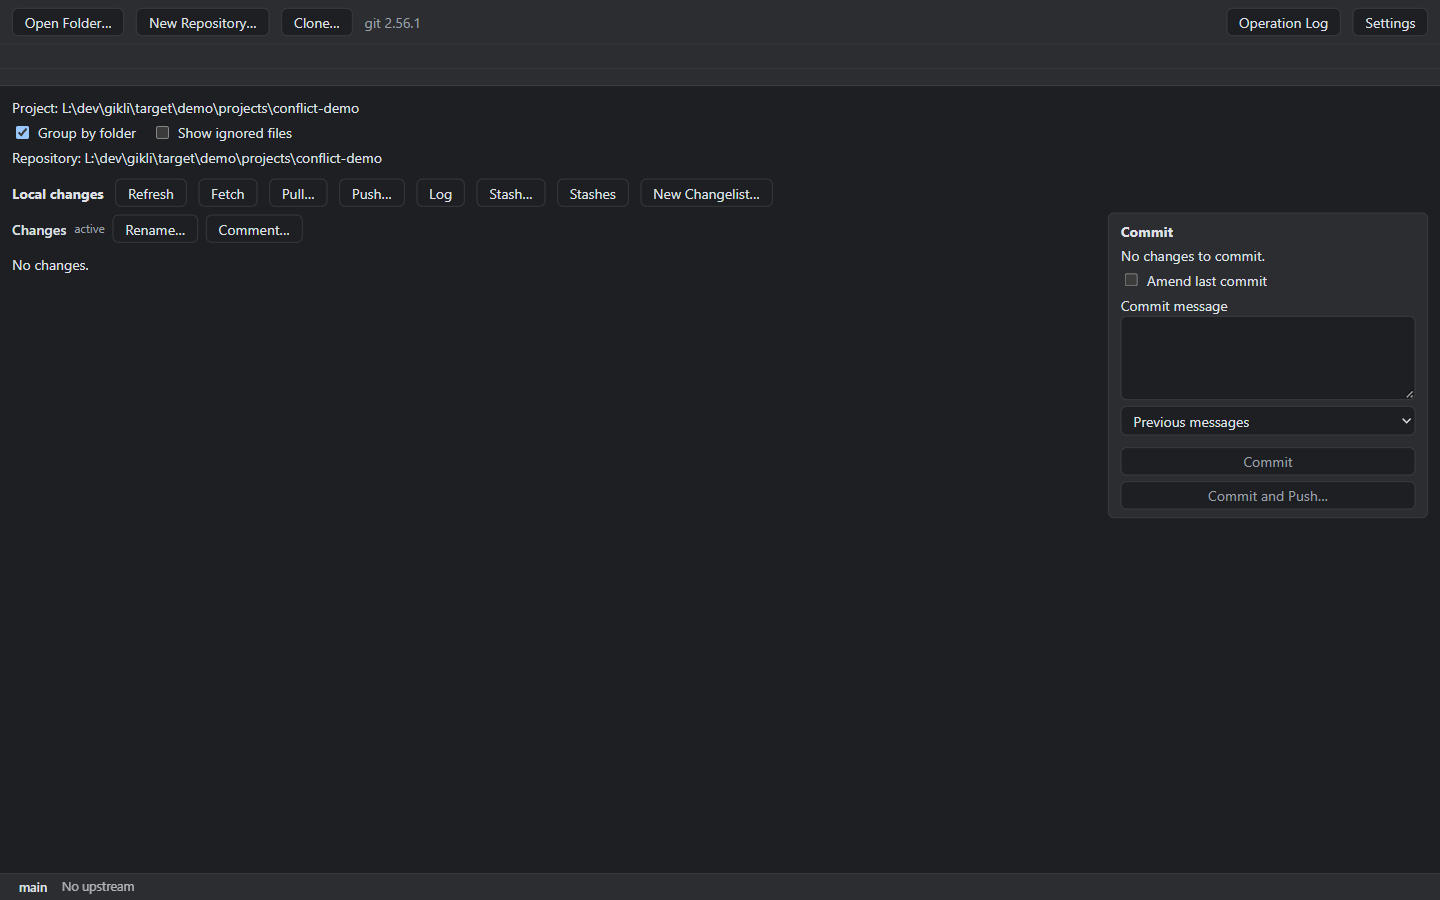 Open Folder... New Repository... Clone... git 2.56.1 Operation Log Settings
Project: L:\dev\gikli\target\demo\projects\conflict-demo
Group by folder Show ignored files
Repository: L:\dev\gikli\target\demo\projects\conflict-demo
Local changes Refresh Fetch Pull... Push... Log Stash... Stashes New Changelist...
Changes active Rename... Comment...
No changes.
Commit
No changes to commit.
Amend last commit
Commit message
Previous messages
Commit
Commit and Push...
main No upstream